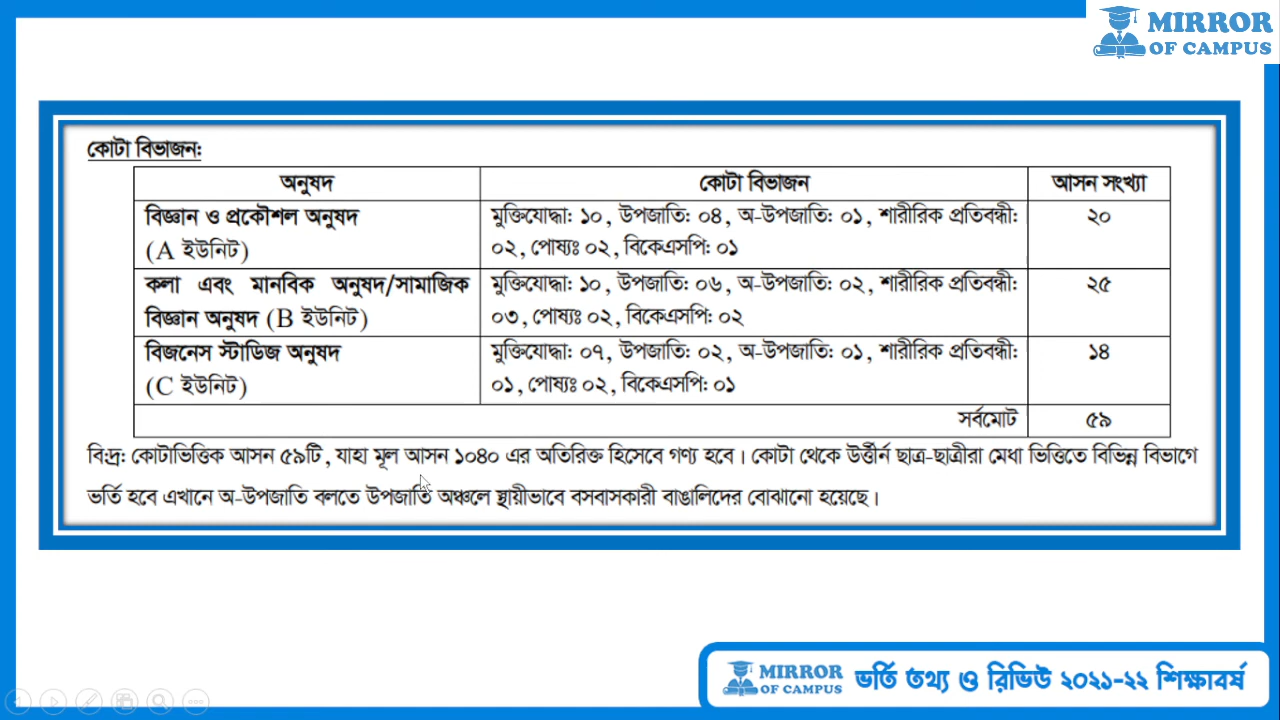 MIRROR
OF CAMPUS
কোটা বিভাজন:
অনুষদ কোটা বিভাজন আসন সংখ্যা
বিজ্ঞান ও প্রকৌশল অনুষদ মুক্তিযোদ্ধা: ১০, উপজাতি: ০৪, অ-উপজাতি: ০১, শারীরিক প্রতিবন্ধী: ২০
(A ইউনিট) ০২, পোষ্যঃ ০২, বিকেএসপি: ০১
কলা এবং মানবিক অনুষদ/সামাজিক মুক্তিযোদ্ধা: ১০, উপজাতি: ০৬, অ-উপজাতি: ০২, শারীরিক প্রতিবন্ধী: ২৫
বিজ্ঞান অনুষদ (B ইউনিট) ০৩, পোষ্যঃ ০২, বিকেএসপি: ০২
বিজনেস স্টাডিজ অনুষদ মুক্তিযোদ্ধা: ০৭, উপজাতি: ০২, অ-উপজাতি: ০১, শারীরিক প্রতিবন্ধী: ১৪
(C ইউনিট) ০১, পোষ্যঃ ০২, বিকেএসপি: ০১
সর্বমোট ৫৯
বি:দ্র: কোটাভিত্তিক আসন ৫৯টি, যাহা মূল আসন ১০৪০ এর অতিরিক্ত হিসেবে গণ্য হবে। কোটা থেকে উর্ত্তীর্ন ছাত্র-ছাত্রীরা মেধা ভিত্তিতে বিভিন্ন বিভাগে
ভর্তি হবে এখানে অ-উপজাতি বলতে উপজাতি অঞ্চলে স্থায়ীভাবে বসবাসকারী বাঙালিদের বোঝানো হয়েছে।
MIRROR
OF CAMPUS
ভর্তি তথ্য ও রিভিউ ২০২১-২২ শিক্ষাবর্ষ